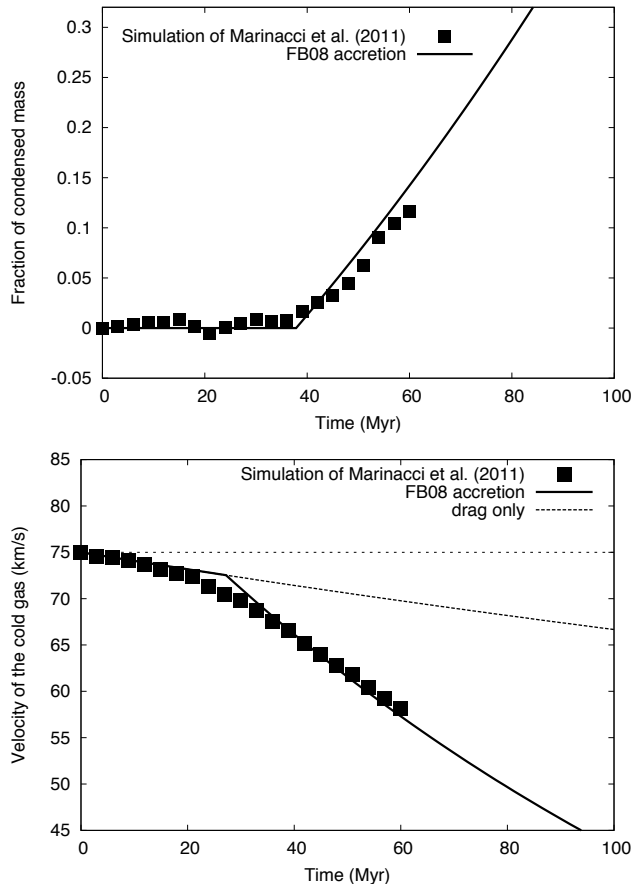 Simulation of Marinacci et al. (2011)
FB08 accretion
Fraction of condensed mass
0.3
0.25
0.2
0.15
0.1
0.05
0
-0.05
0 20 40 60 80 100
Time (Myr)
Simulation of Marinacci et al. (2011)
FB08 accretion
drag only
Velocity of the cold gas (km/s)
85
80
75
70
65
60
55
50
45
0 20 40 60 80 100
Time (Myr)